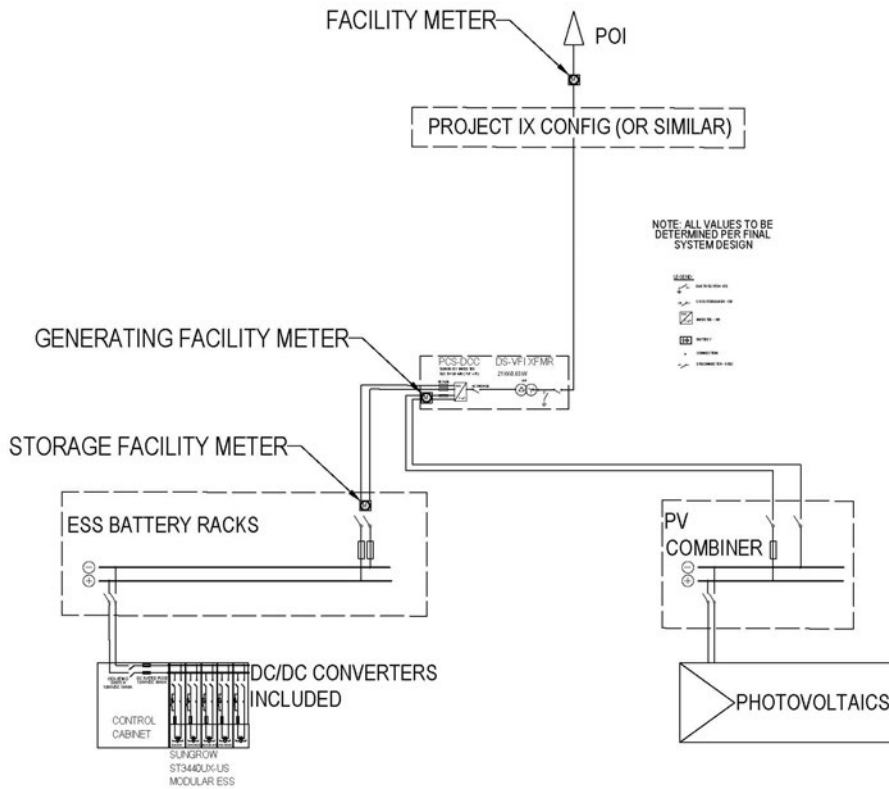 FACILITY METER
POI
PROJECT IX CONFIG (OR SIMILAR)
NOTE: ALL VALUES TO BE
DETERMINED PER FINAL
SYSTEM DESIGN
LEGEND:
GENERATING FACILITY METER
PCS-DCC
DS-VFI XFMR
STORAGE FACILITY METER
ESS BATTERY RACKS
PV
COMBINER
DC/DC CONVERTERS
INCLUDED
CONTROL
CABINET
PHOTOVOLTAICS
SUNGROW
ST3440UX-US
MODULAR ESS